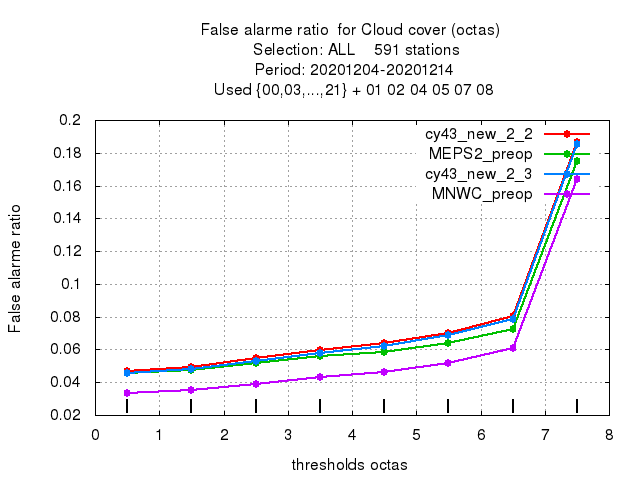 False alarme ratio  for Cloud cover (octas)
Selection: ALL    591 stations
Period: 20201204-20201214
Used {00,03,...,21} + 01 02 04 05 07 08
0.2
0.18
0.16
0.14
0.12
0.1
0.08
0.06
0.04
0.02
False alarme ratio
cy43_new_2_2
MEPS2_preop
cy43_new_2_3
MNWC_preop
0 1 2 3 4 5 6 7 8
thresholds octas